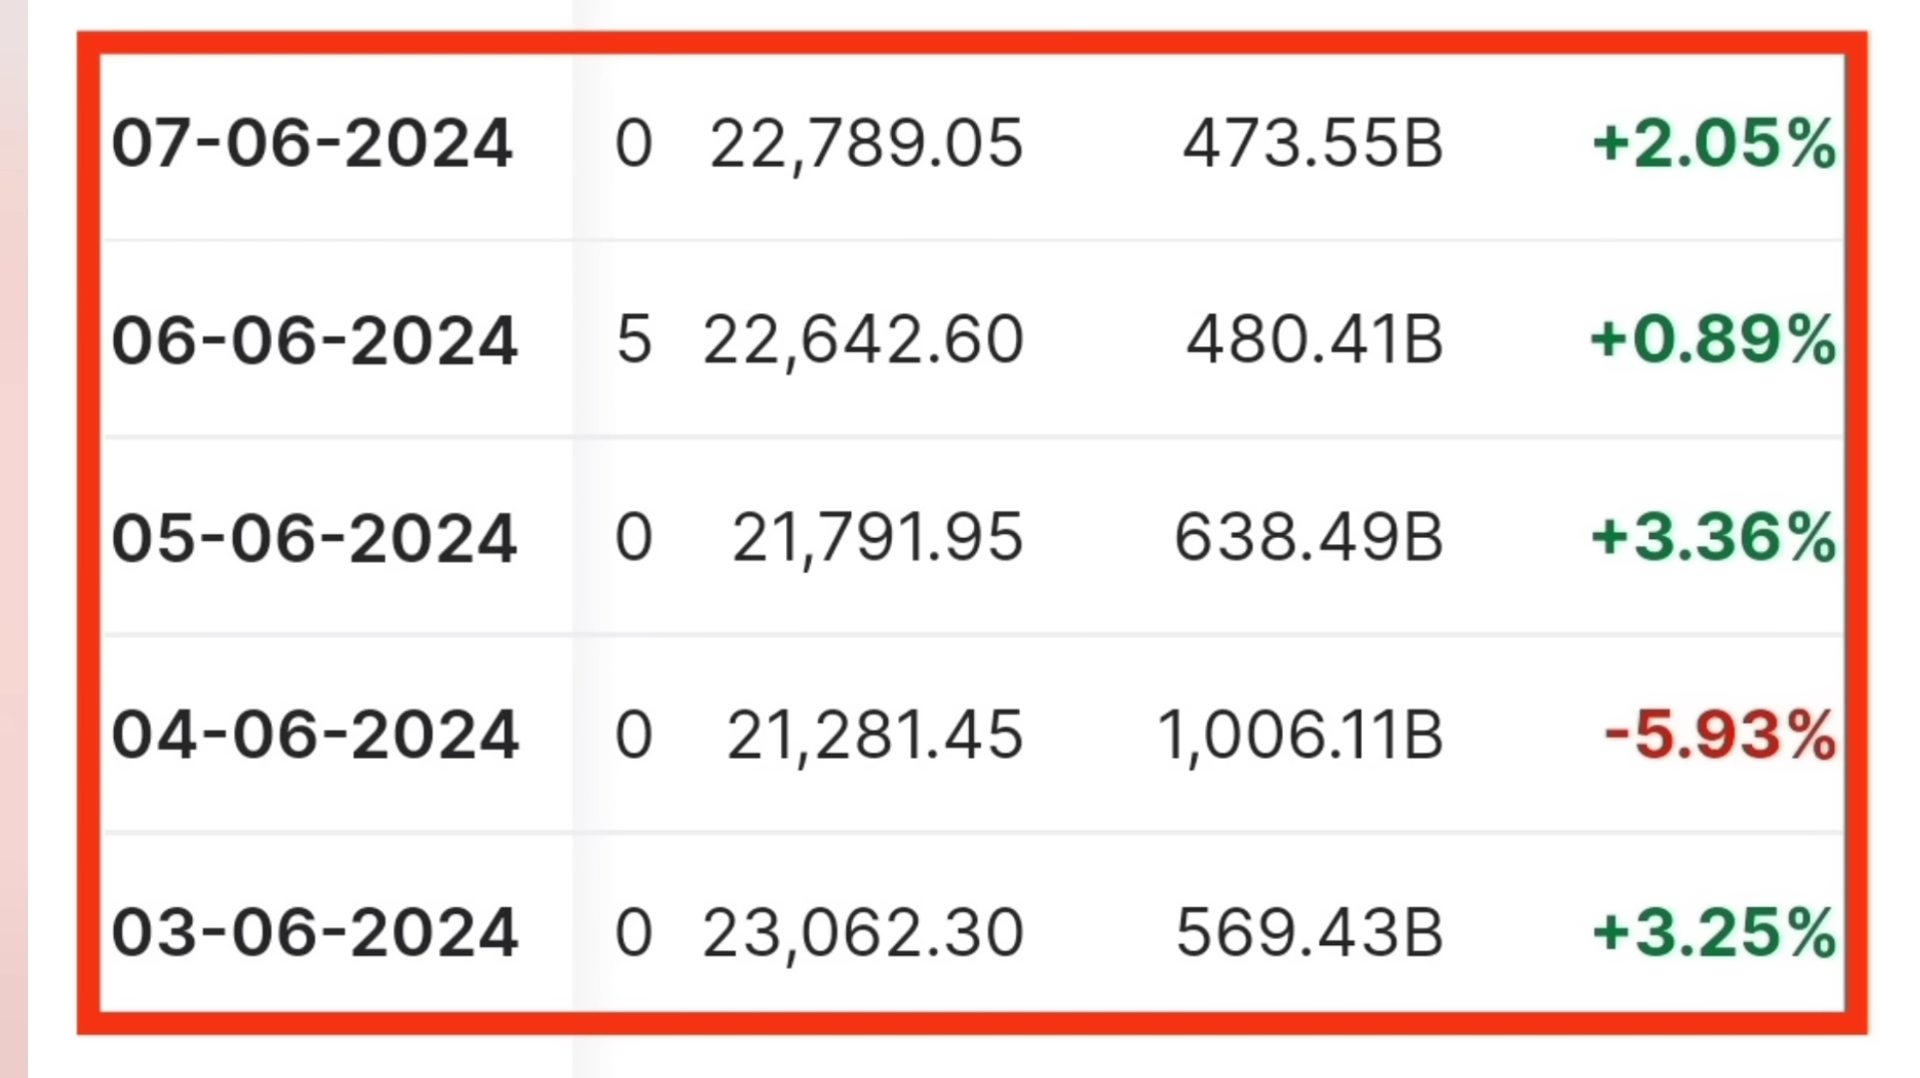 07-06-2024 0 22,789.05 473.55B +2.05%
06-06-2024 5 22,642.60 480.41B +0.89%
05-06-2024 0 21,791.95 638.49B +3.36%
04-06-2024 0 21,281.45 1,006.11B -5.93%
03-06-2024 0 23,062.30 569.43B +3.25%